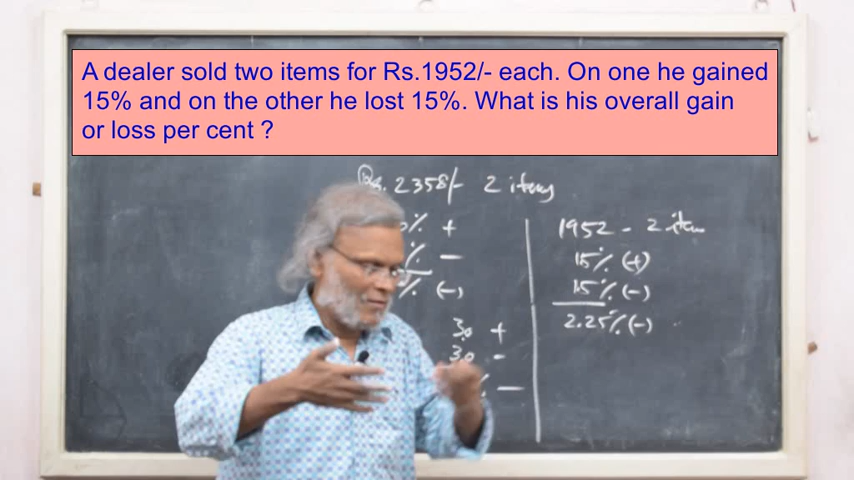 A dealer sold two items for Rs.1952/- each. On one he gained
15% and on the other he lost 15%. What is his overall gain
or loss per cent ?
Rs. 2358/- 2 items
% +
% -
% (-)
30 +
30 -
-
1952 - 2 item
15% (+)
15% (-)
2.25% (-)